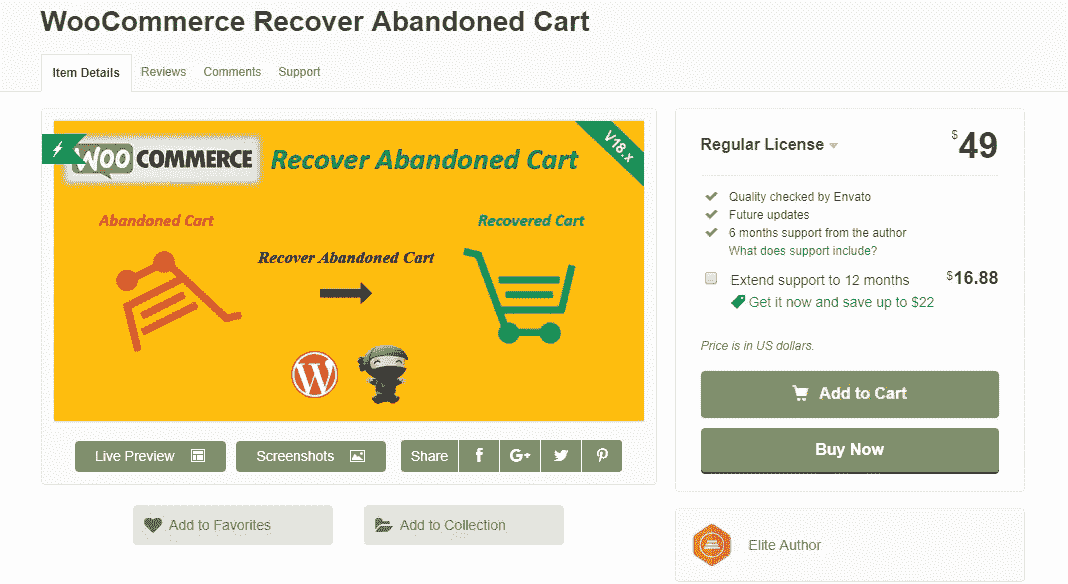 WooCommerce Recover Abandoned Cart
Item Details Reviews Comments Support
WOO COMMERCE Recover Abandoned Cart
V18.x
Abandoned Cart
Recovered Cart
Recover Abandoned Cart
W
Live Preview
Screenshots
Share f G+
Add to Favorites
Add to Collection
Regular License $49
Quality checked by Envato
Future updates
6 months support from the author
What does support include?
Extend support to 12 months $16.88
Get it now and save up to $22
Price is in US dollars.
Add to Cart
Buy Now
Elite Author